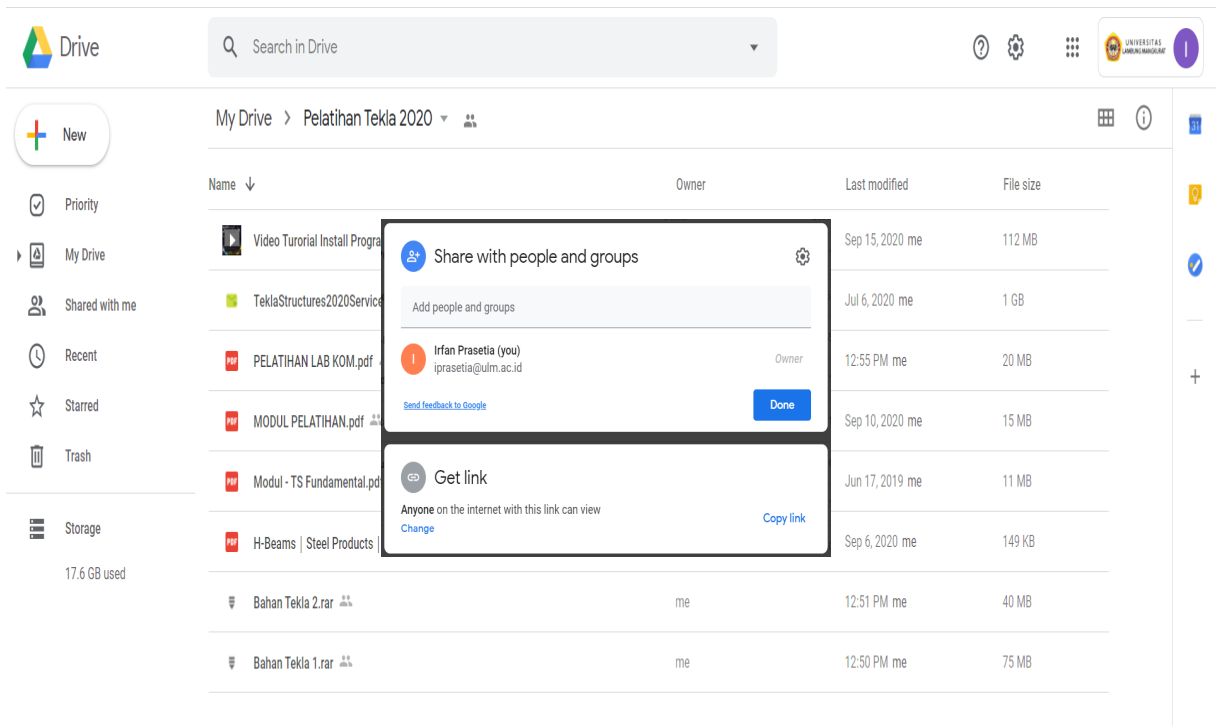 Drive
Search in Drive
UNIVERSITAS
LAMBUNG MANGKURAT
I
New
My Drive > Pelatihan Tekla 2020
31
Priority
My Drive
Shared with me
Recent
Starred
Trash
Storage
17.6 GB used
Name Owner Last modified File size
Video Turorial Install Progra Sep 15, 2020 me 112 MB
TeklaStructures2020Service Jul 6, 2020 me 1 GB
PDF PELATIHAN LAB KOM.pdf 12:55 PM me 20 MB
PDF MODUL PELATIHAN.pdf Sep 10, 2020 me 15 MB
PDF Modul - TS Fundamental.pd Jun 17, 2019 me 11 MB
PDF H-Beams | Steel Products | Sep 6, 2020 me 149 KB
Bahan Tekla 2.rar me 12:51 PM me 40 MB
Bahan Tekla 1.rar me 12:50 PM me 75 MB
Share with people and groups
Add people and groups
I Irfan Prasetia (you)
iprasetia@ulm.ac.id
Owner
Send feedback to Google
Done
Get link
Anyone on the internet with this link can view
Change
Copy link